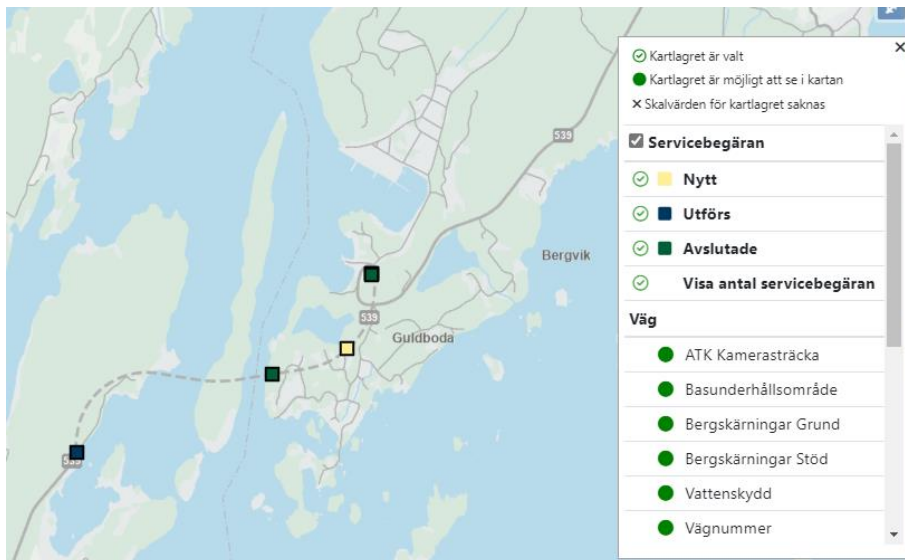 Kartlagret är valt
Kartlagret är möjligt att se i kartan
Skalvärden för kartlagret saknas
Servicebegäran
Nytt
Utförs
Avslutade
Visa antal servicebegäran
Väg
ATK Kamerasträcka
Basunderhållsområde
Bergskärningar Grund
Bergskärningar Stöd
Vattenskydd
Vägnummer
539
Bergvik
539
Guldboda
539